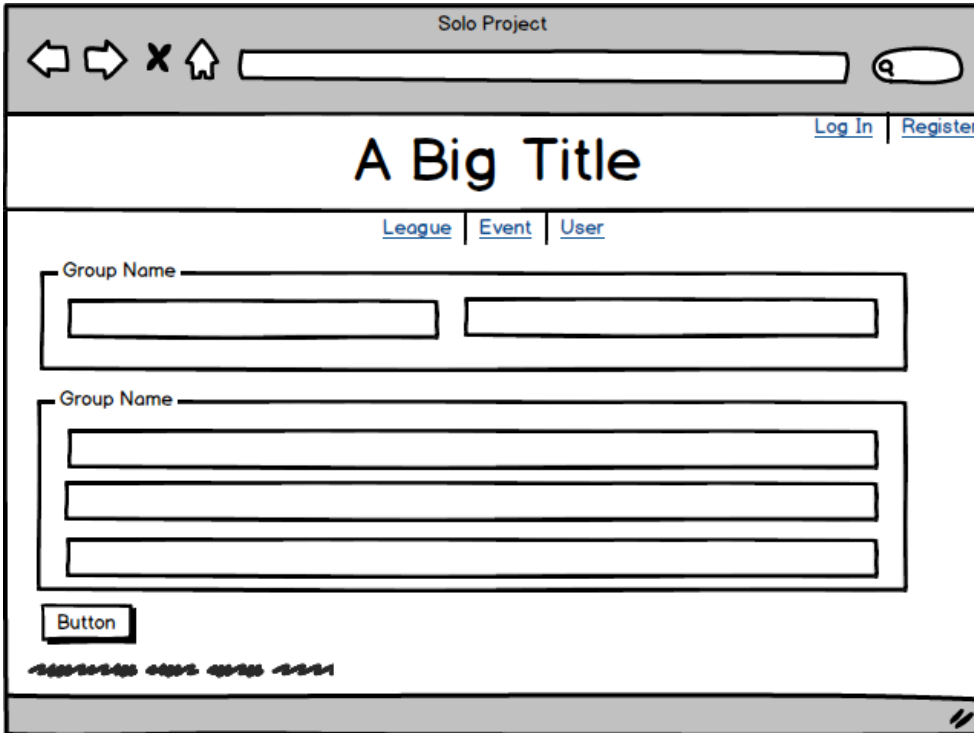 Solo Project
Log In Register
A Big Title
League Event User
Group Name
Group Name
Button